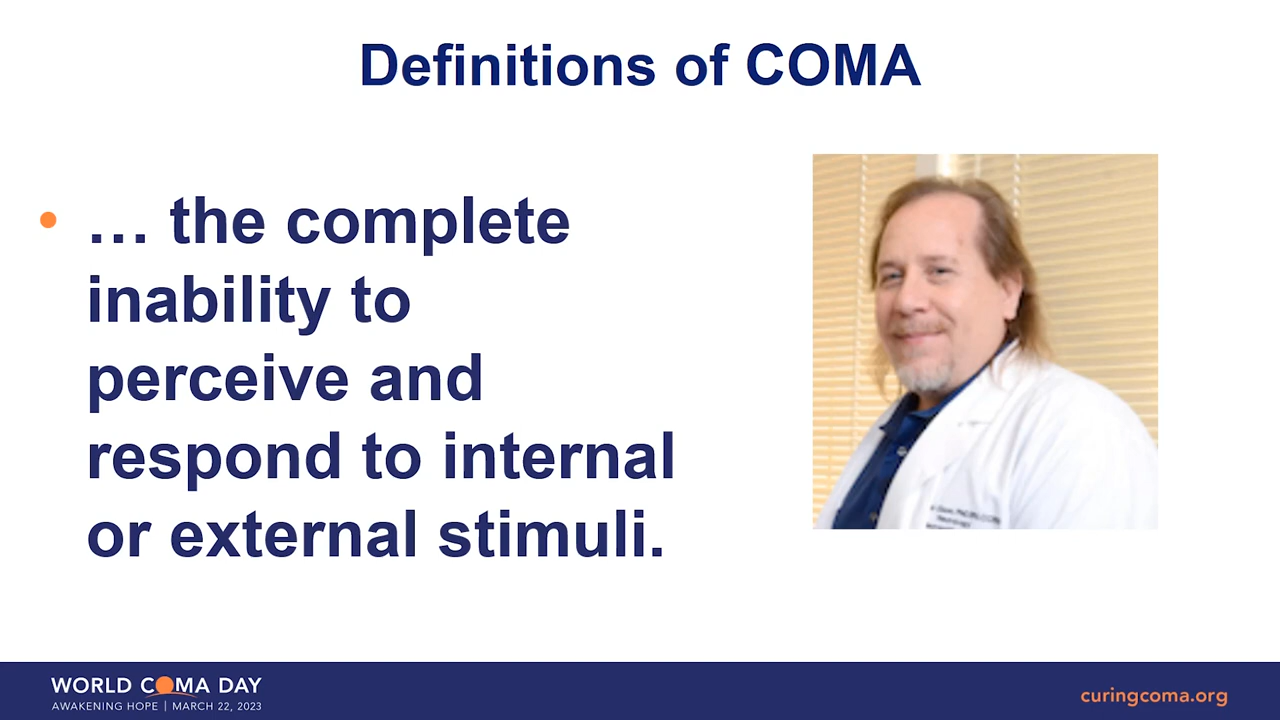 Definitions of COMA
• … the complete
inability to
perceive and
respond to internal
or external stimuli.
WORLD COMA DAY
AWAKENING HOPE | MARCH 22, 2023
curingcoma.org